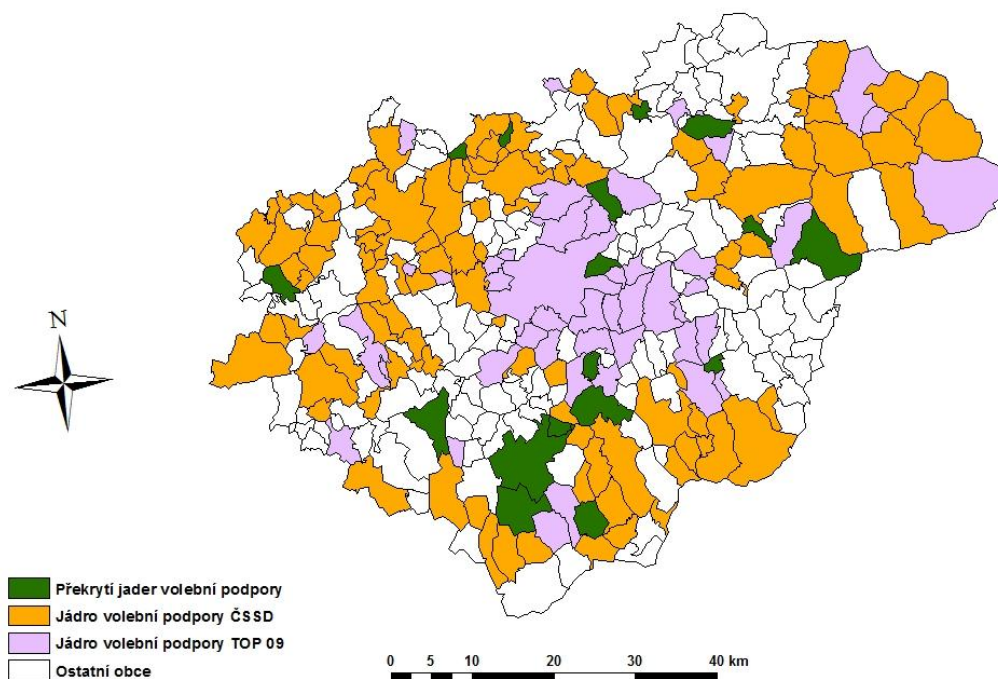 N
Překrytí jader volební podpory
Jádro volební podpory ČSSD
Jádro volební podpory TOP 09
Ostatní obce
0 5 10 20 30 40 km